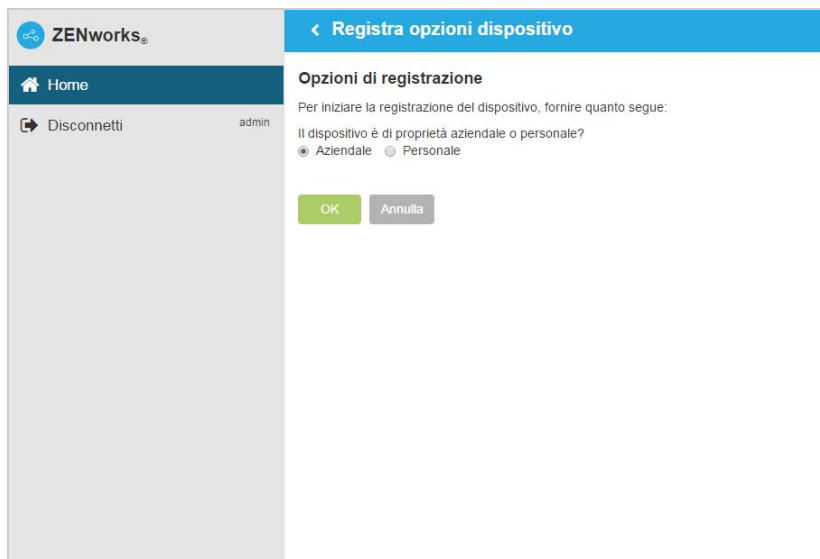 ZENworks®
Home
Disconnetti admin
Registra opzioni dispositivo
Opzioni di registrazione
Per iniziare la registrazione del dispositivo, fornire quanto segue:
Il dispositivo è di proprietà aziendale o personale?
Aziendale Personale
OK Annulla